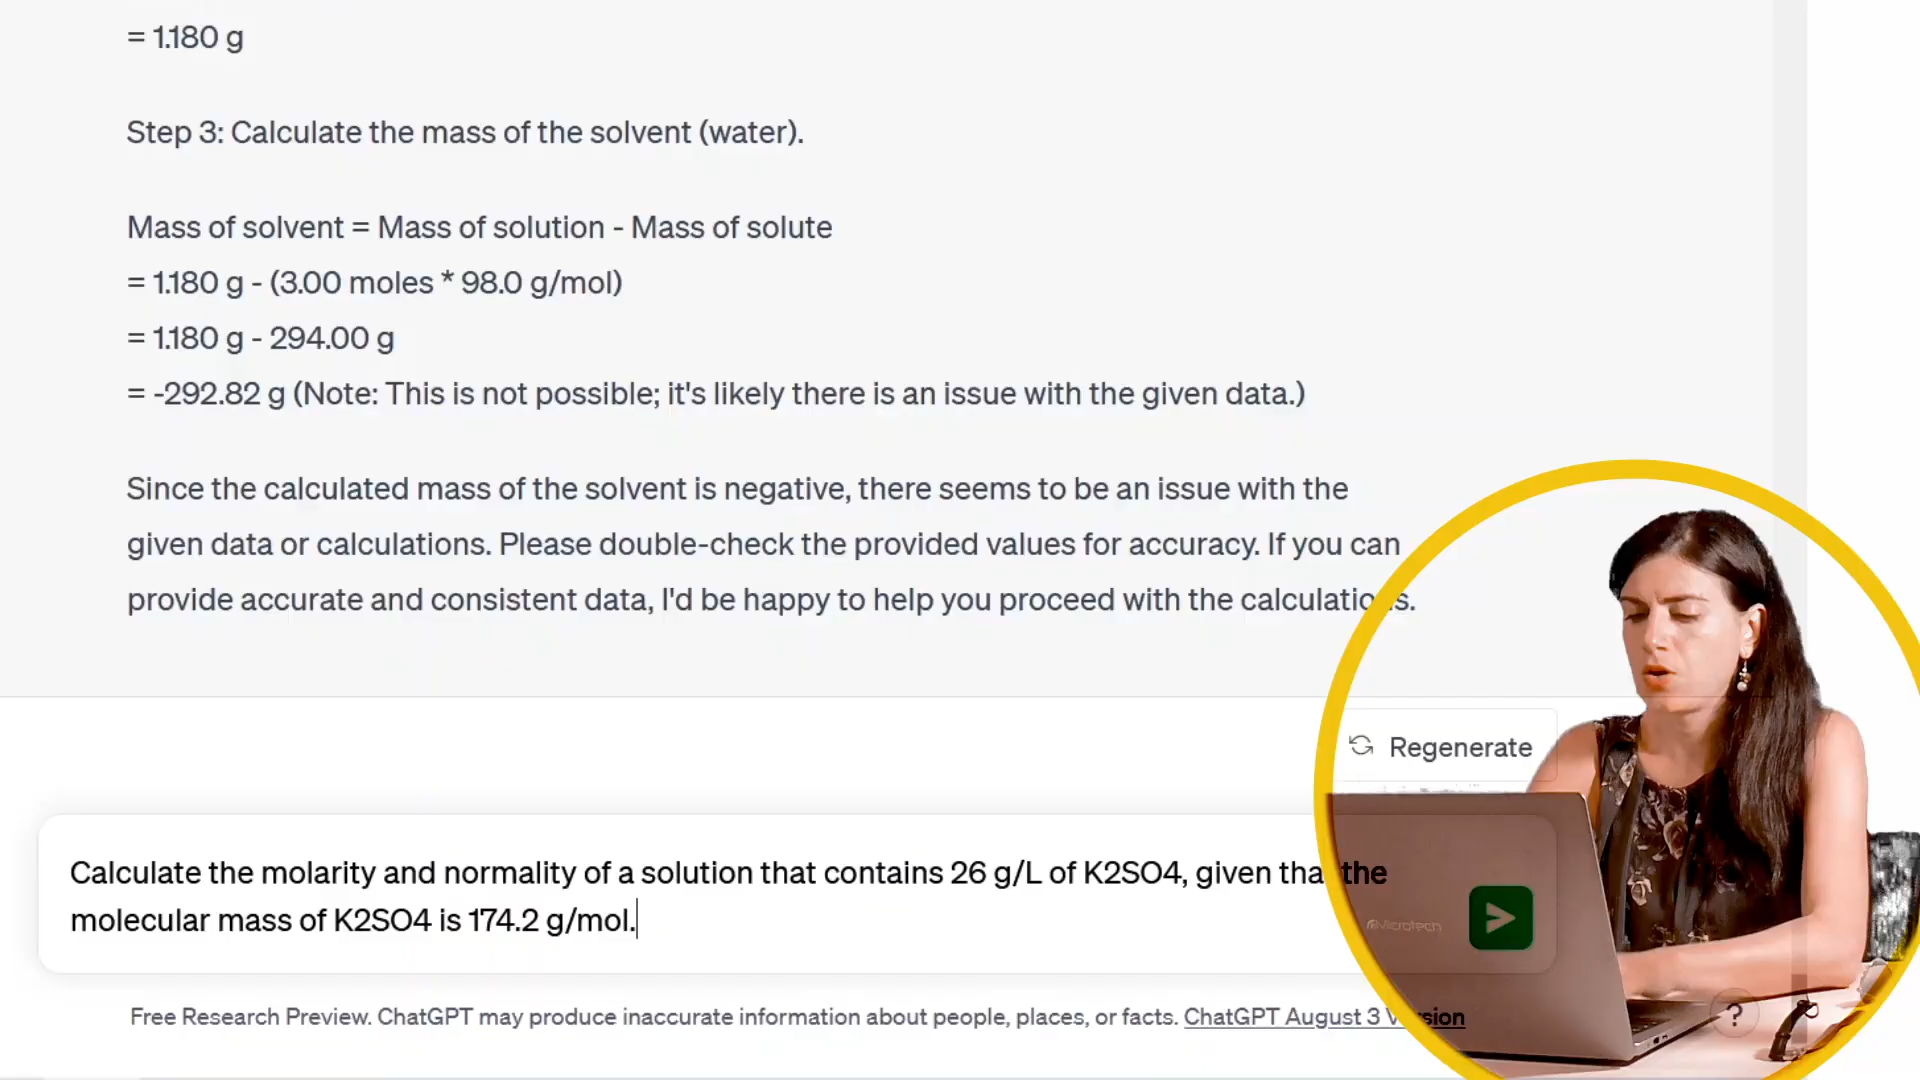 = 1.180 g
Step 3: Calculate the mass of the solvent (water).
Mass of solvent = Mass of solution - Mass of solute
= 1.180 g - (3.00 moles * 98.0 g/mol)
= 1.180 g - 294.00 g
= -292.82 g (Note: This is not possible; it's likely there is an issue with the given data.)
Since the calculated mass of the solvent is negative, there seems to be an issue with the
given data or calculations. Please double-check the provided values for accuracy. If you can
provide accurate and consistent data, I'd be happy to help you proceed with the calculations.
Regenerate
Calculate the molarity and normality of a solution that contains 26 g/L of K2SO4, given that the
molecular mass of K2SO4 is 174.2 g/mol.
Microtech
Free Research Preview. ChatGPT may produce inaccurate information about people, places, or facts. ChatGPT August 3 Version
?